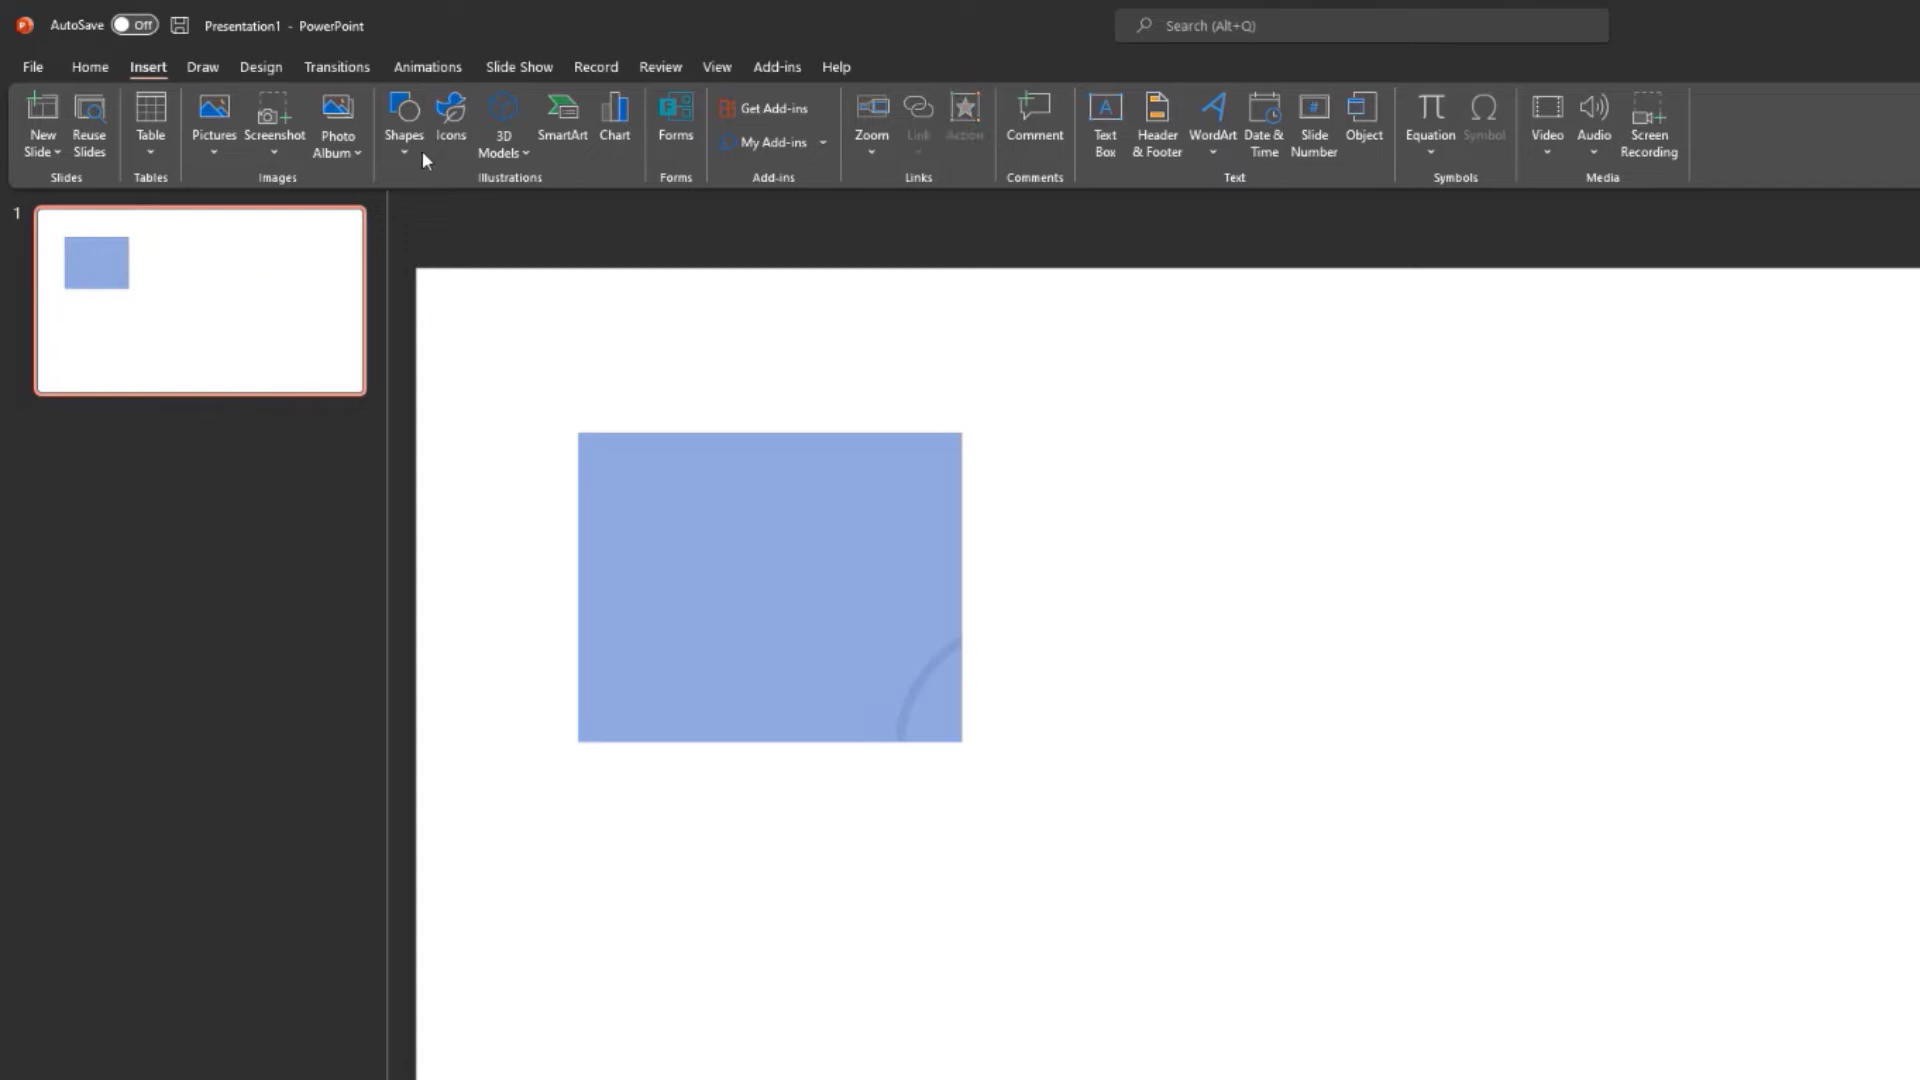 AutoSave Off Presentation1 - PowerPoint Search (Alt+Q)
File Home Insert Draw Design Transitions Animations Slide Show Record Review View Add-ins Help
New Slide
Reuse Slides
Slides
Table
Tables
Pictures
Screenshot
Photo Album
Images
Shapes
Icons
3D Models
SmartArt
Chart
Illustrations
Forms
Forms
Get Add-ins
My Add-ins
Add-ins
Zoom
Link
Action
Links
Comment
Comments
Text Box
Header & Footer
WordArt
Date & Time
Slide Number
Object
Text
Equation
Symbol
Symbols
Video
Audio
Screen Recording
Media
1